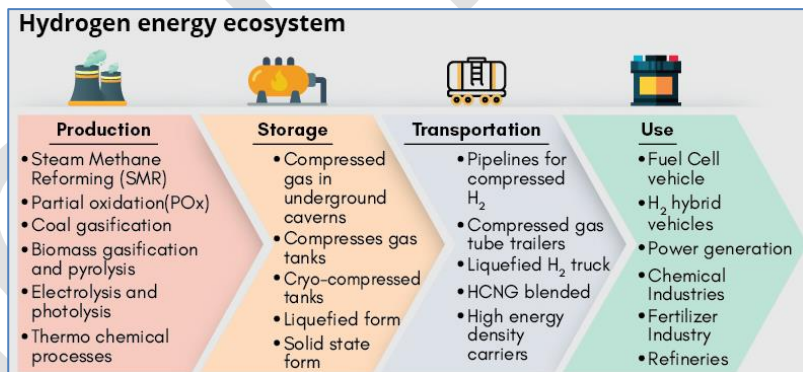 Hydrogen energy ecosystem
Production
• Steam Methane
Reforming (SMR)
• Partial oxidation(POx)
• Coal gasification
• Biomass gasification
and pyrolysis
• Electrolysis and
photolysis
• Thermo chemical
processes
Storage
• Compressed
gas in
underground
caverns
• Compresses gas
tanks
• Cryo-compressed
tanks
• Liquefied form
• Solid state
form
Transportation
• Pipelines for
compressed
H₂
• Compressed gas
tube trailers
• Liquefied H₂ truck
• HCNG blended
• High energy
density
carriers
Use
• Fuel Cell
vehicle
• H₂ hybrid
vehicles
• Power generation
• Chemical
Industries
• Fertilizer
Industry
• Refineries